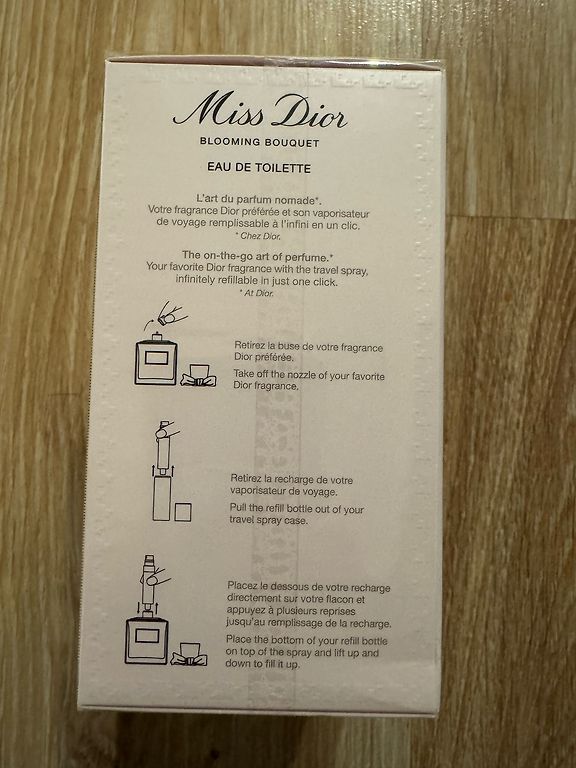 Miss Dior
BLOOMING BOUQUET
EAU DE TOILETTE
L'art du parfum nomade*.
Votre fragrance Dior préférée et son vaporisateur
de voyage remplissable à l'infini en un clic.
* Chez Dior.
The on-the-go art of perfume.*
Your favorite Dior fragrance with the travel spray,
infinitely refillable in just one click.
* At Dior.
Retirez la buse de votre fragrance
Dior préférée.
Take off the nozzle of your favorite
Dior fragrance.
Retirez la recharge de votre
vaporisateur de voyage.
Pull the refill bottle out of your
travel spray case.
Placez le dessous de votre recharge
directement sur votre flacon et
appuyez à plusieurs reprises
jusqu'au remplissage de la recharge.
Place the bottom of your refill bottle
on top of the spray and lift up and
down to fill it up.